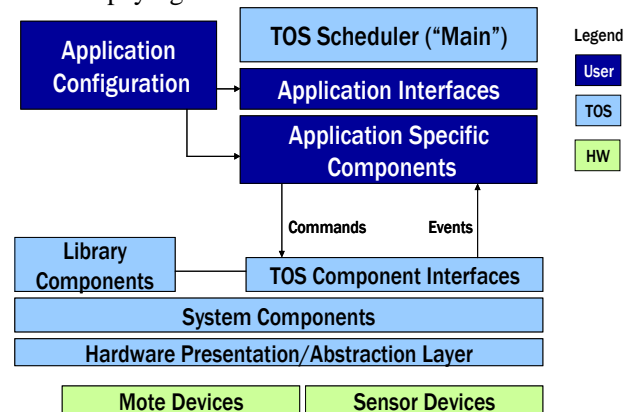 Application
Configuration
TOS Scheduler (“Main”)
Application Interfaces
Application Specific
Components
Legend
User
TOS
HW
Commands
Events
Library
Components
TOS Component Interfaces
System Components
Hardware Presentation/Abstraction Layer
Mote Devices
Sensor Devices